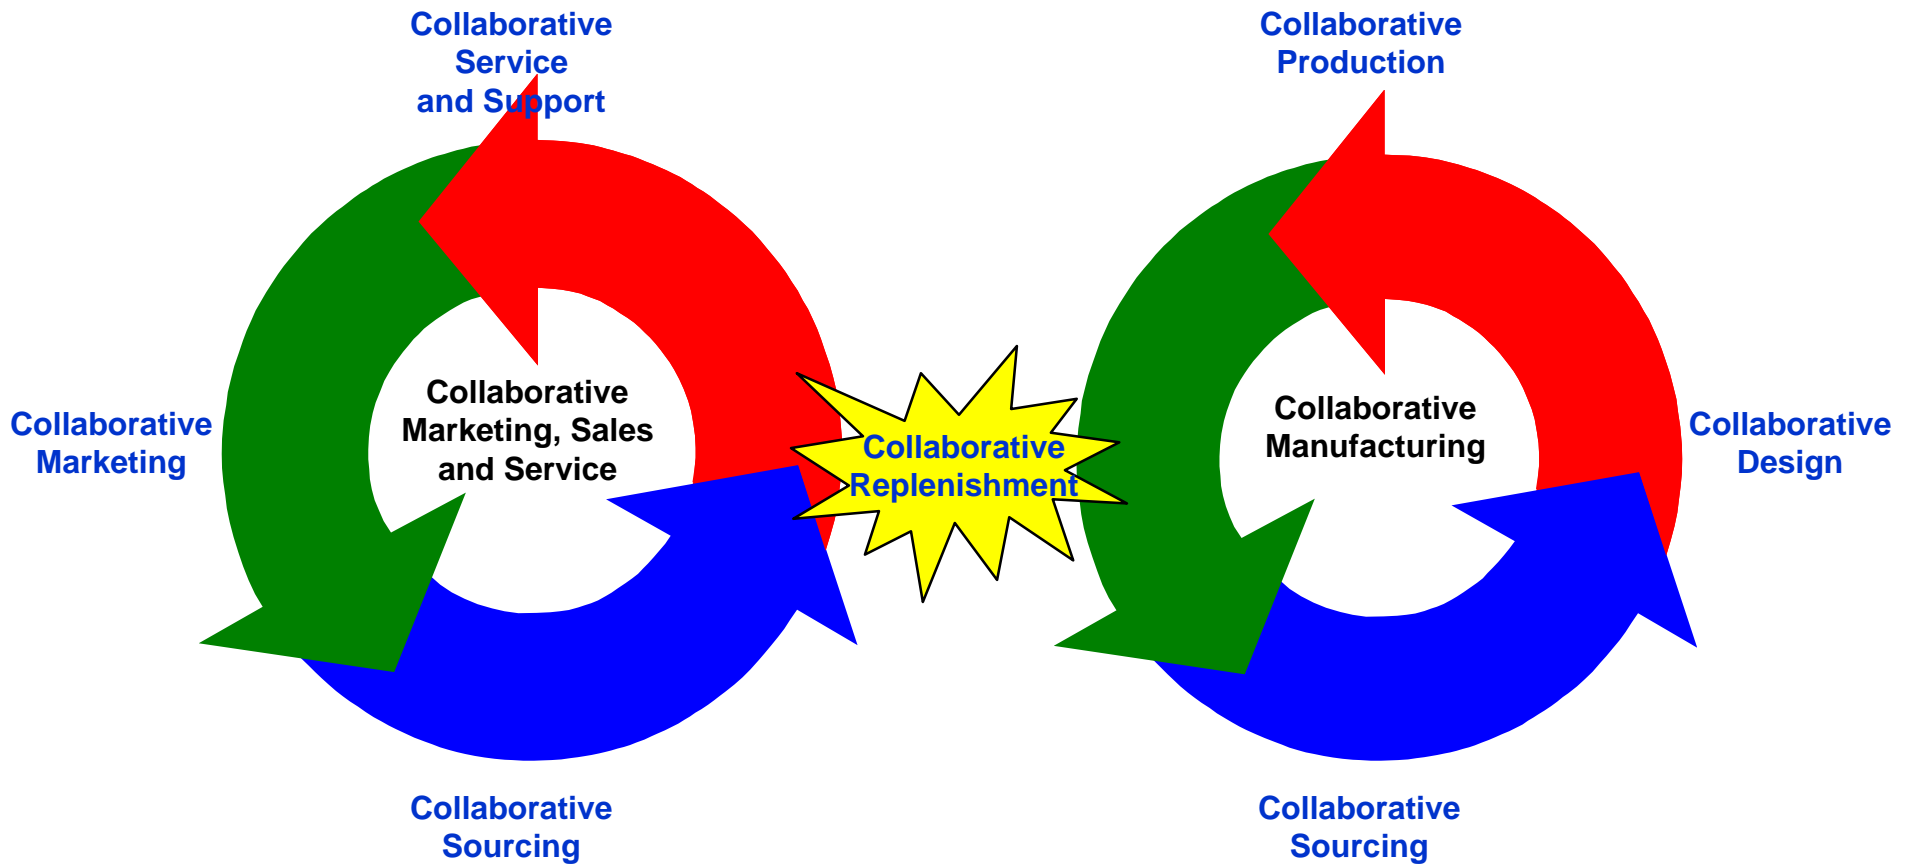 Collaborative
Service
and Support
Collaborative
Production
Collaborative
Marketing
Collaborative
Marketing, Sales
and Service
Collaborative
Replenishment
Collaborative
Manufacturing
Collaborative
Design
Collaborative
Sourcing
Collaborative
Sourcing